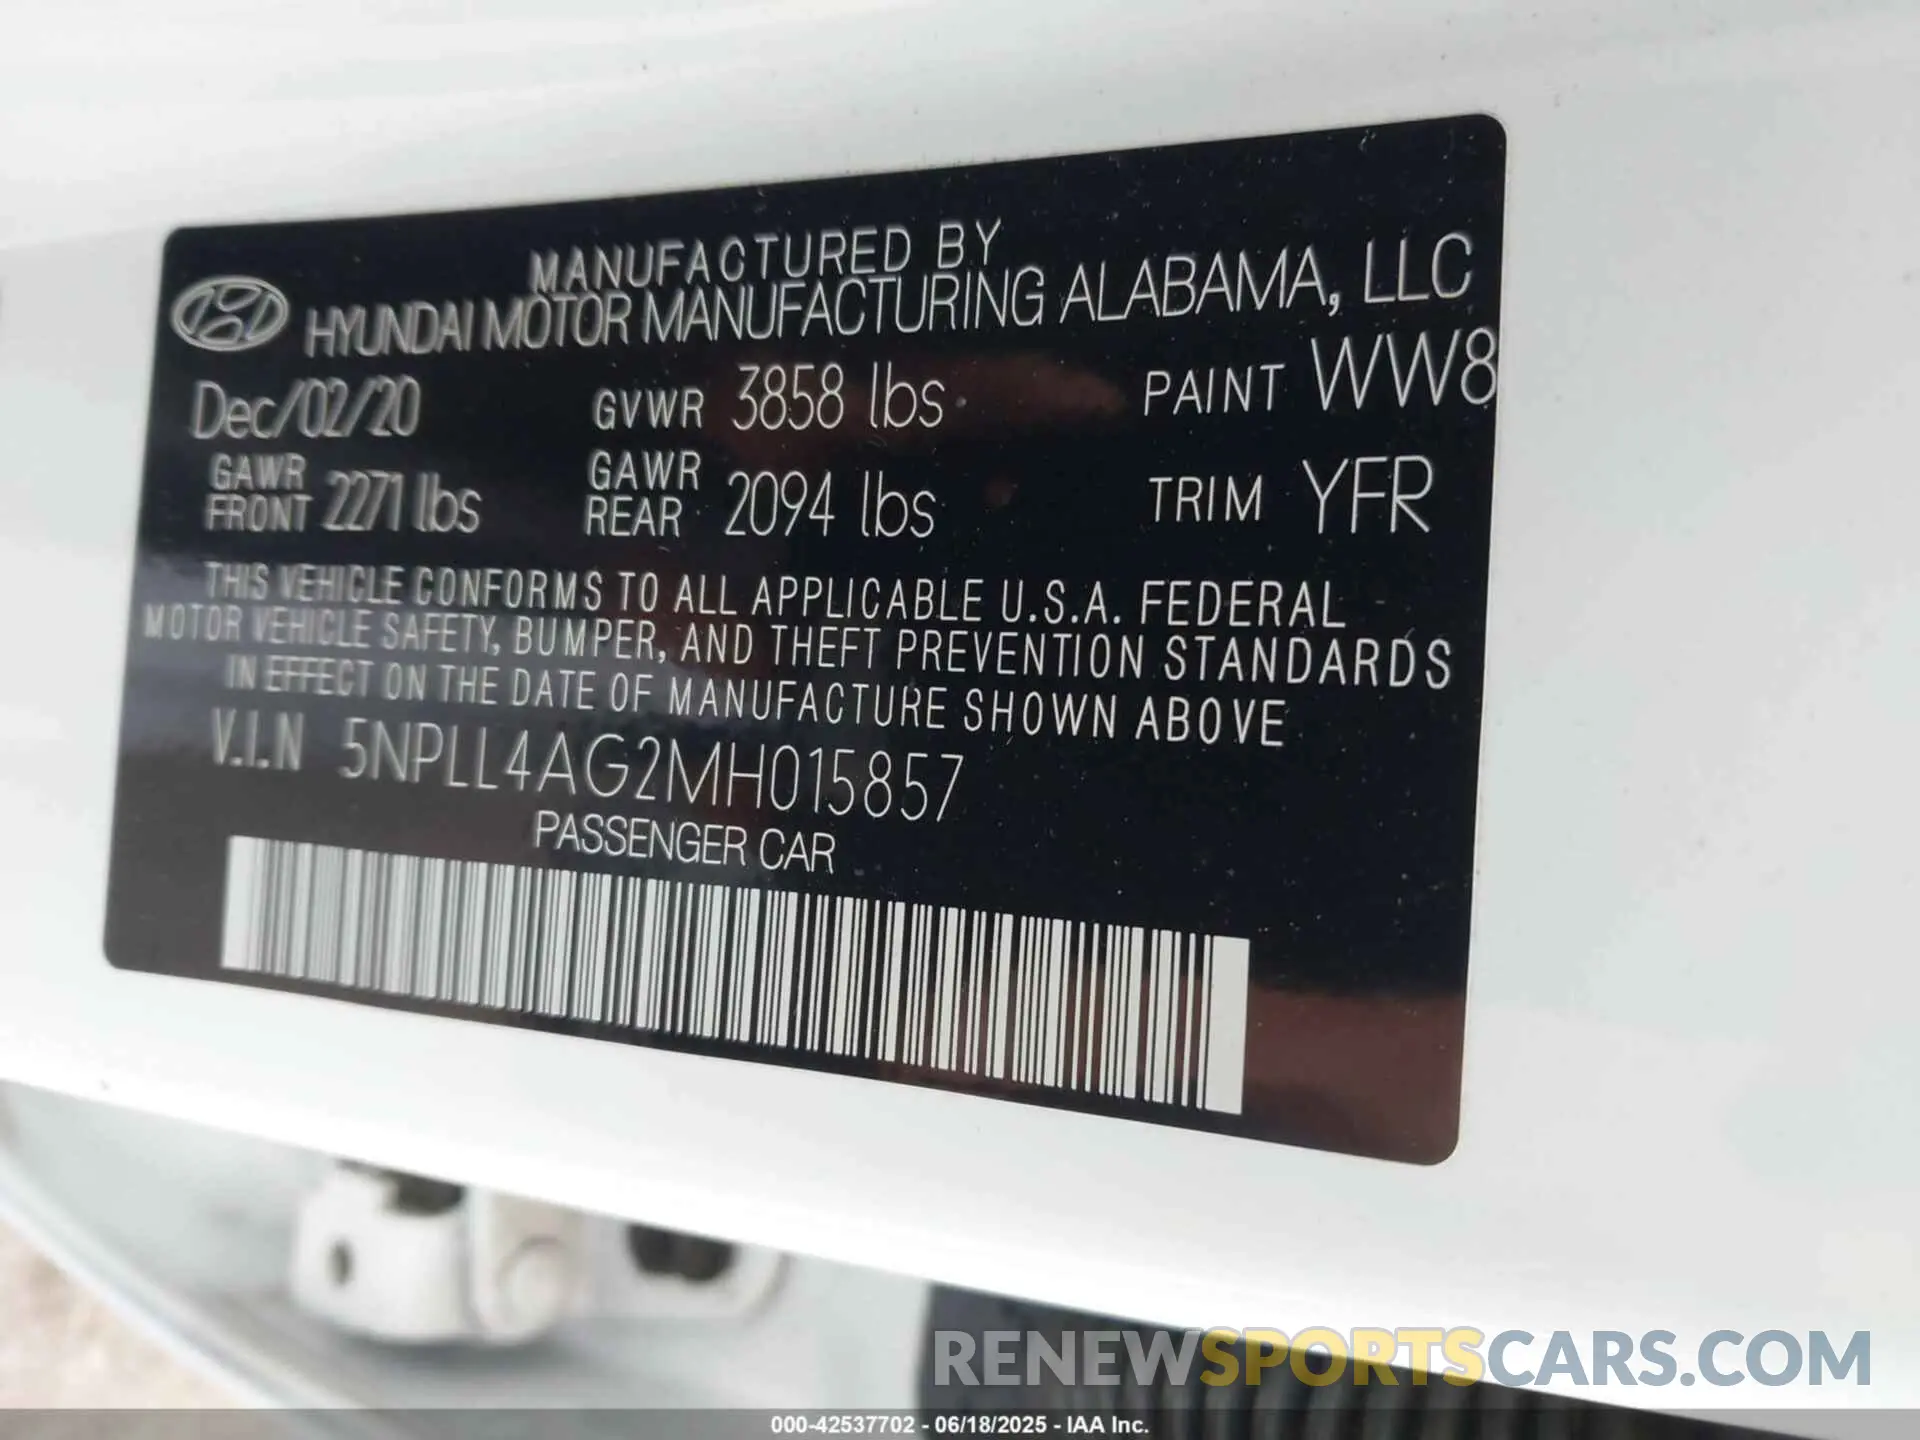 MANUFACTURED BY
HYUNDAI MOTOR MANUFACTURING ALABAMA, LLC
Dec/02/20 GVWR 3858 lbs PAINT WW8
GAWR FRONT 2271 lbs GAWR REAR 2094 lbs TRIM YFR
THIS VEHICLE CONFORMS TO ALL APPLICABLE U.S.A. FEDERAL
MOTOR VEHICLE SAFETY, BUMPER, AND THEFT PREVENTION STANDARDS
IN EFFECT ON THE DATE OF MANUFACTURE SHOWN ABOVE
V.I.N 5NPLL4AG2MH015857
PASSENGER CAR
RENEWSPORTSCARS.COM
000-42537702 - 06/18/2025 - IAA Inc.